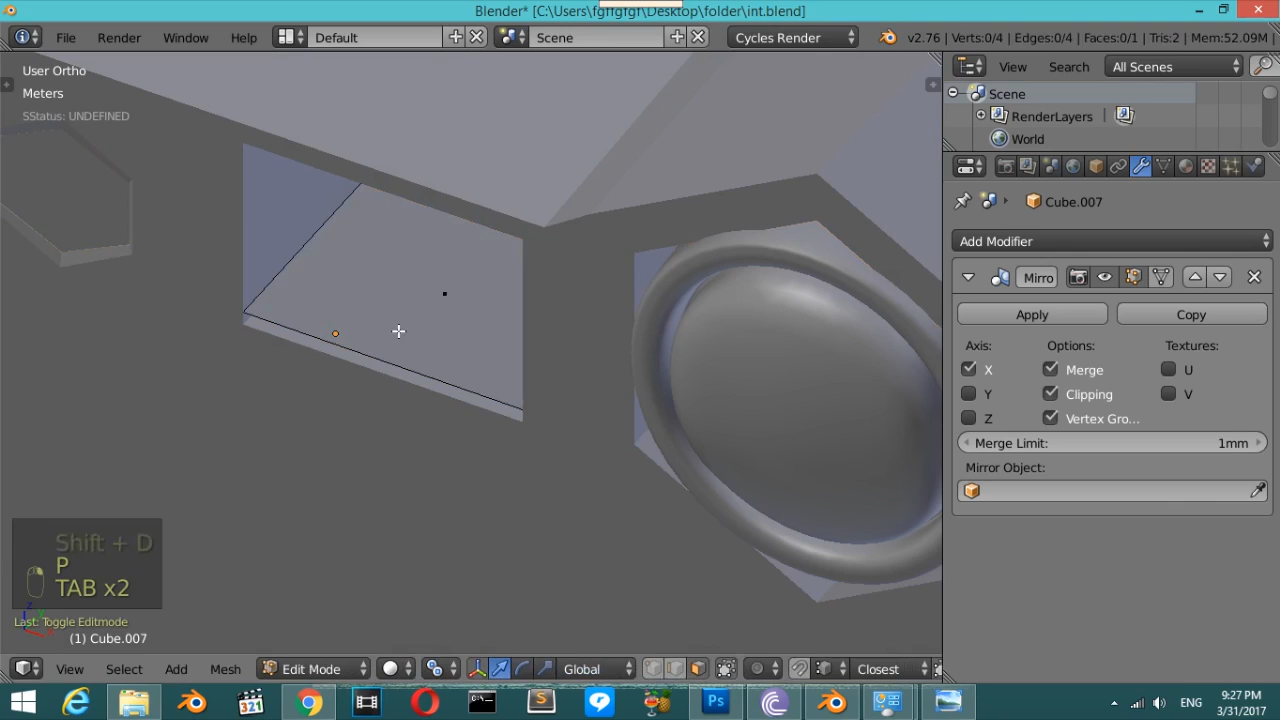 Blender* [C:\Users\fgffgfgf\Desktop\folder\int.blend]
File Render Window Help Default Scene Cycles Render v2.76 | Verts:0/4 | Edges:0/4 | Faces:0/1 | Tris:2 | Mem:52.09M
User Ortho
Meters
SStatus: UNDEFINED
View Search All Scenes
Scene
RenderLayers
World
Cube.007
Add Modifier
Mirro
Apply Copy
Axis: Options: Textures:
X Merge U
Y Clipping V
Z Vertex Gro...
Merge Limit: 1mm
Mirror Object:
Shift + D
P
TAB x2
Last: Toggle Editmode
(1) Cube.007
View Select Add Mesh Edit Mode Global Closest
321
Ps
ENG
9:27 PM
3/31/2017